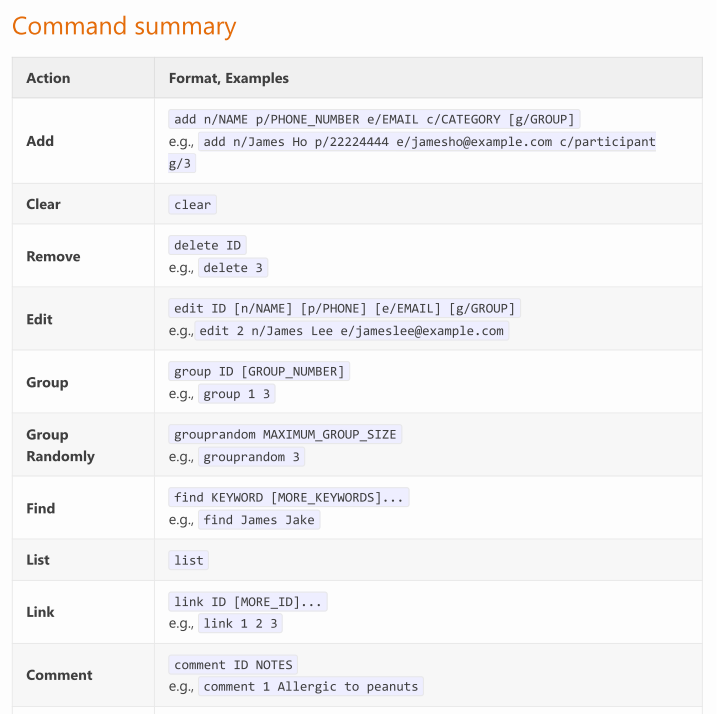 Command summary
Action Format, Examples
Add
add n/NAME p/PHONE_NUMBER e/EMAIL c/CATEGORY [g/GROUP]
e.g., add n/James Ho p/22224444 e/jamesho@example.com c/participant
g/3
Clear clear
Remove
delete ID
e.g., delete 3
Edit
edit ID [n/NAME] [p/PHONE] [e/EMAIL] [g/GROUP]
e.g., edit 2 n/James Lee e/jameslee@example.com
Group
group ID [GROUP_NUMBER]
e.g., group 1 3
Group
Randomly
grouprandom MAXIMUM_GROUP_SIZE
e.g., grouprandom 3
Find
find KEYWORD [MORE_KEYWORDS]...
e.g., find James Jake
List list
Link
link ID [MORE_ID]...
e.g., link 1 2 3
Comment
comment ID NOTES
e.g., comment 1 Allergic to peanuts